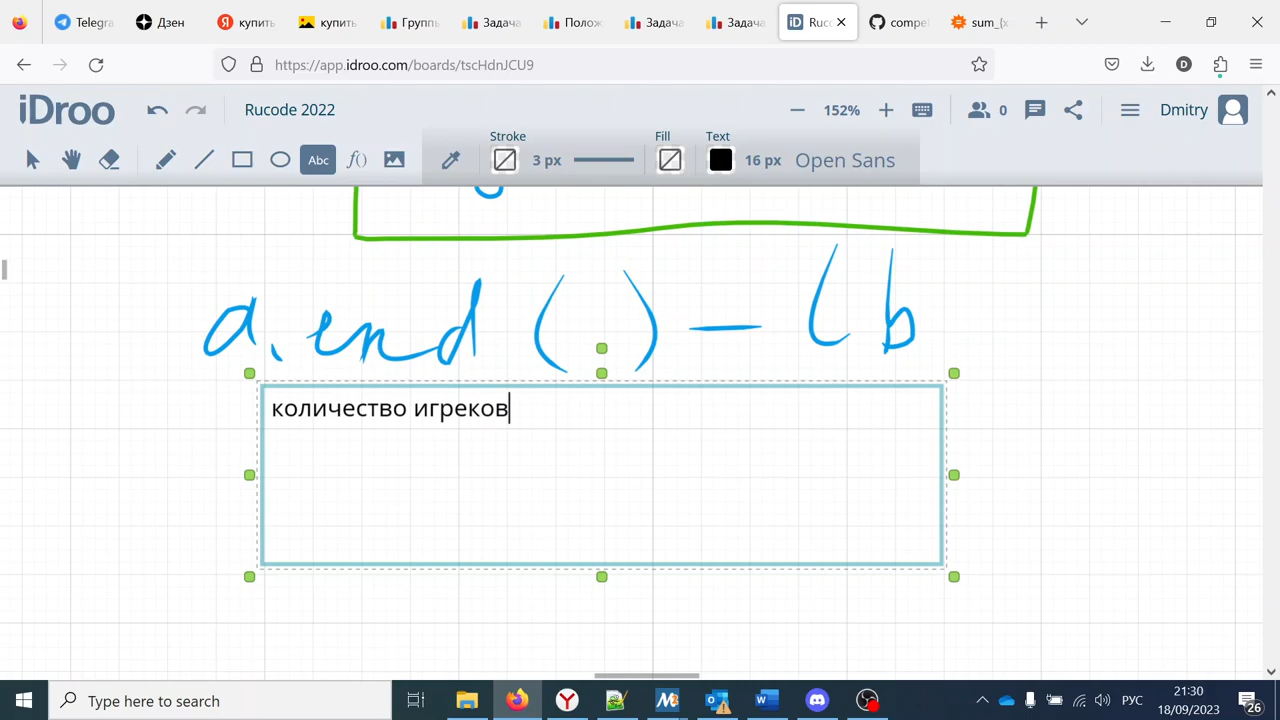 Telegra
Дзен
купить
купить
Группь
Задача
Полож
Задача
Задача
Ruco
compet
sum_{x
https://app.idroo.com/boards/tscHdnJCU9
D
iDroo
Rucode 2022
152%
0
Dmitry
Stroke
Fill
Text
Abc
f()
3 px
16 px
Open Sans
a.end ( ) — lb
количество игреков
Type here to search
РУС
21:30
18/09/2023
26